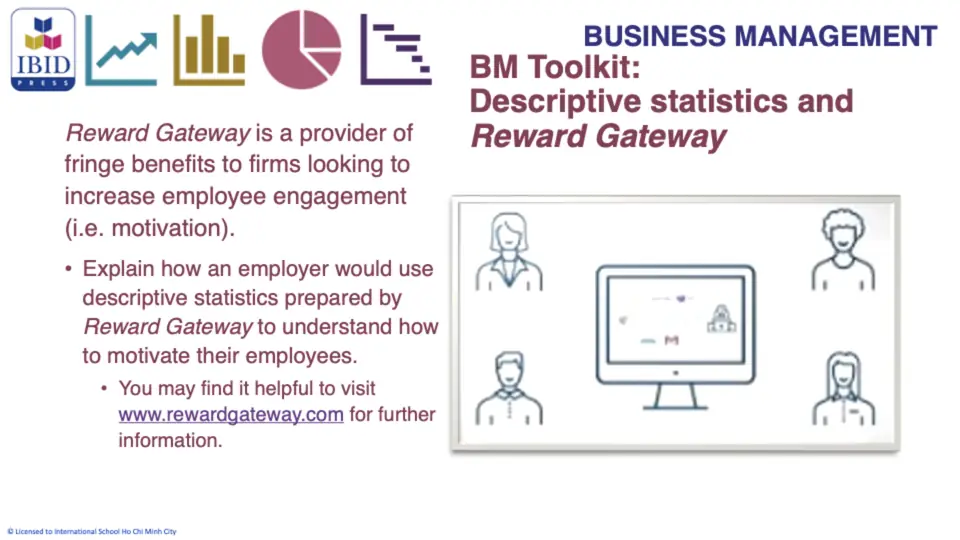 IBID
PRESS
BUSINESS MANAGEMENT
BM Toolkit:
Descriptive statistics and
Reward Gateway
Reward Gateway is a provider of
fringe benefits to firms looking to
increase employee engagement
(i.e. motivation).
• Explain how an employer would use
descriptive statistics prepared by
Reward Gateway to understand how
to motivate their employees.
• You may find it helpful to visit
www.rewardgateway.com for further
information.
© Licensed to International School Ho Chi Minh City